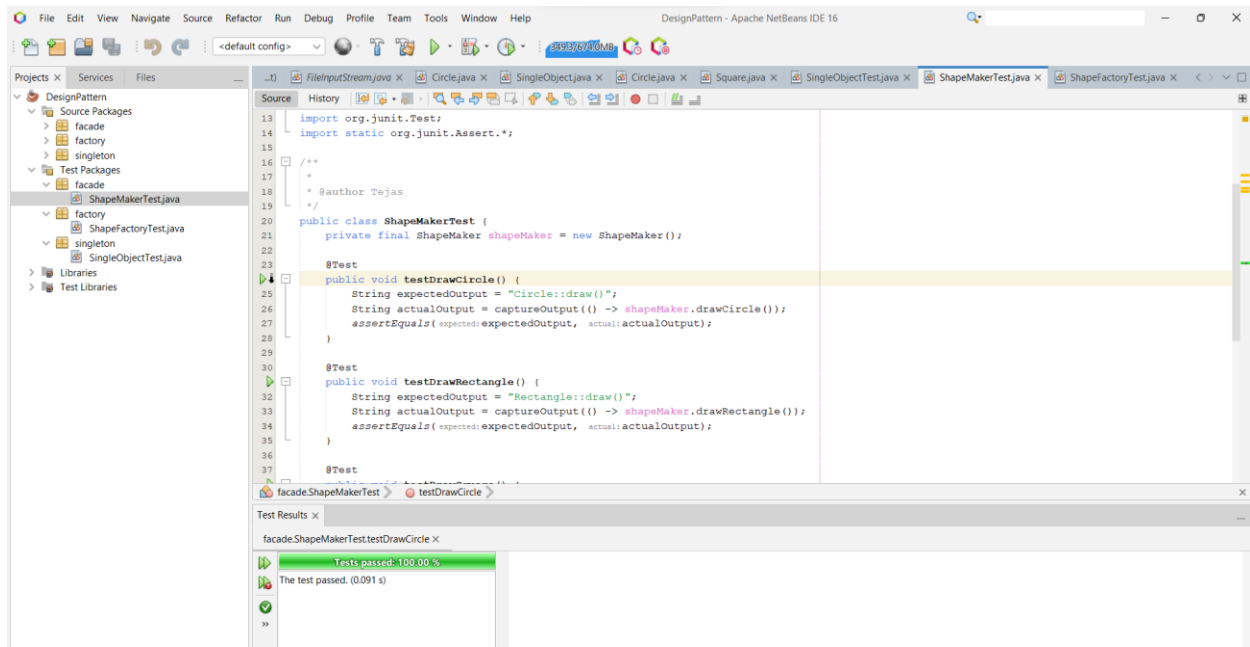 File Edit View Navigate Source Refactor Run Debug Profile Team Tools Window Help DesignPattern - Apache NetBeans IDE 16
<default config> 349.3/674.0MB
Projects Services Files
DesignPattern
Source Packages
facade
factory
singleton
Test Packages
facade
ShapeMakerTest.java
factory
ShapeFactoryTest.java
singleton
SingleObjectTest.java
Libraries
Test Libraries
...t) FileInputStream.java Circle.java SingleObject.java Circle.java Square.java SingleObjectTest.java ShapeMakerTest.java ShapeFactoryTest.java
Source History
13 import org.junit.Test;
14 import static org.junit.Assert.*;
15
16 /**
17 *
18 * @author Tejas
19 */
20 public class ShapeMakerTest {
21 private final ShapeMaker shapeMaker = new ShapeMaker();
22
23 @Test
public void testDrawCircle() {
25 String expectedOutput = "Circle::draw()";
26 String actualOutput = captureOutput(() -> shapeMaker.drawCircle());
27 assertEquals( expected: expectedOutput, actual: actualOutput);
28 }
29
30 @Test
public void testDrawRectangle() {
32 String expectedOutput = "Rectangle::draw()";
33 String actualOutput = captureOutput(() -> shapeMaker.drawRectangle());
34 assertEquals( expected: expectedOutput, actual: actualOutput);
35 }
36
37 @Test
facade.ShapeMakerTest testDrawCircle
Test Results
facade.ShapeMakerTest.testDrawCircle
Tests passed: 100.00 %
The test passed. (0.091 s)